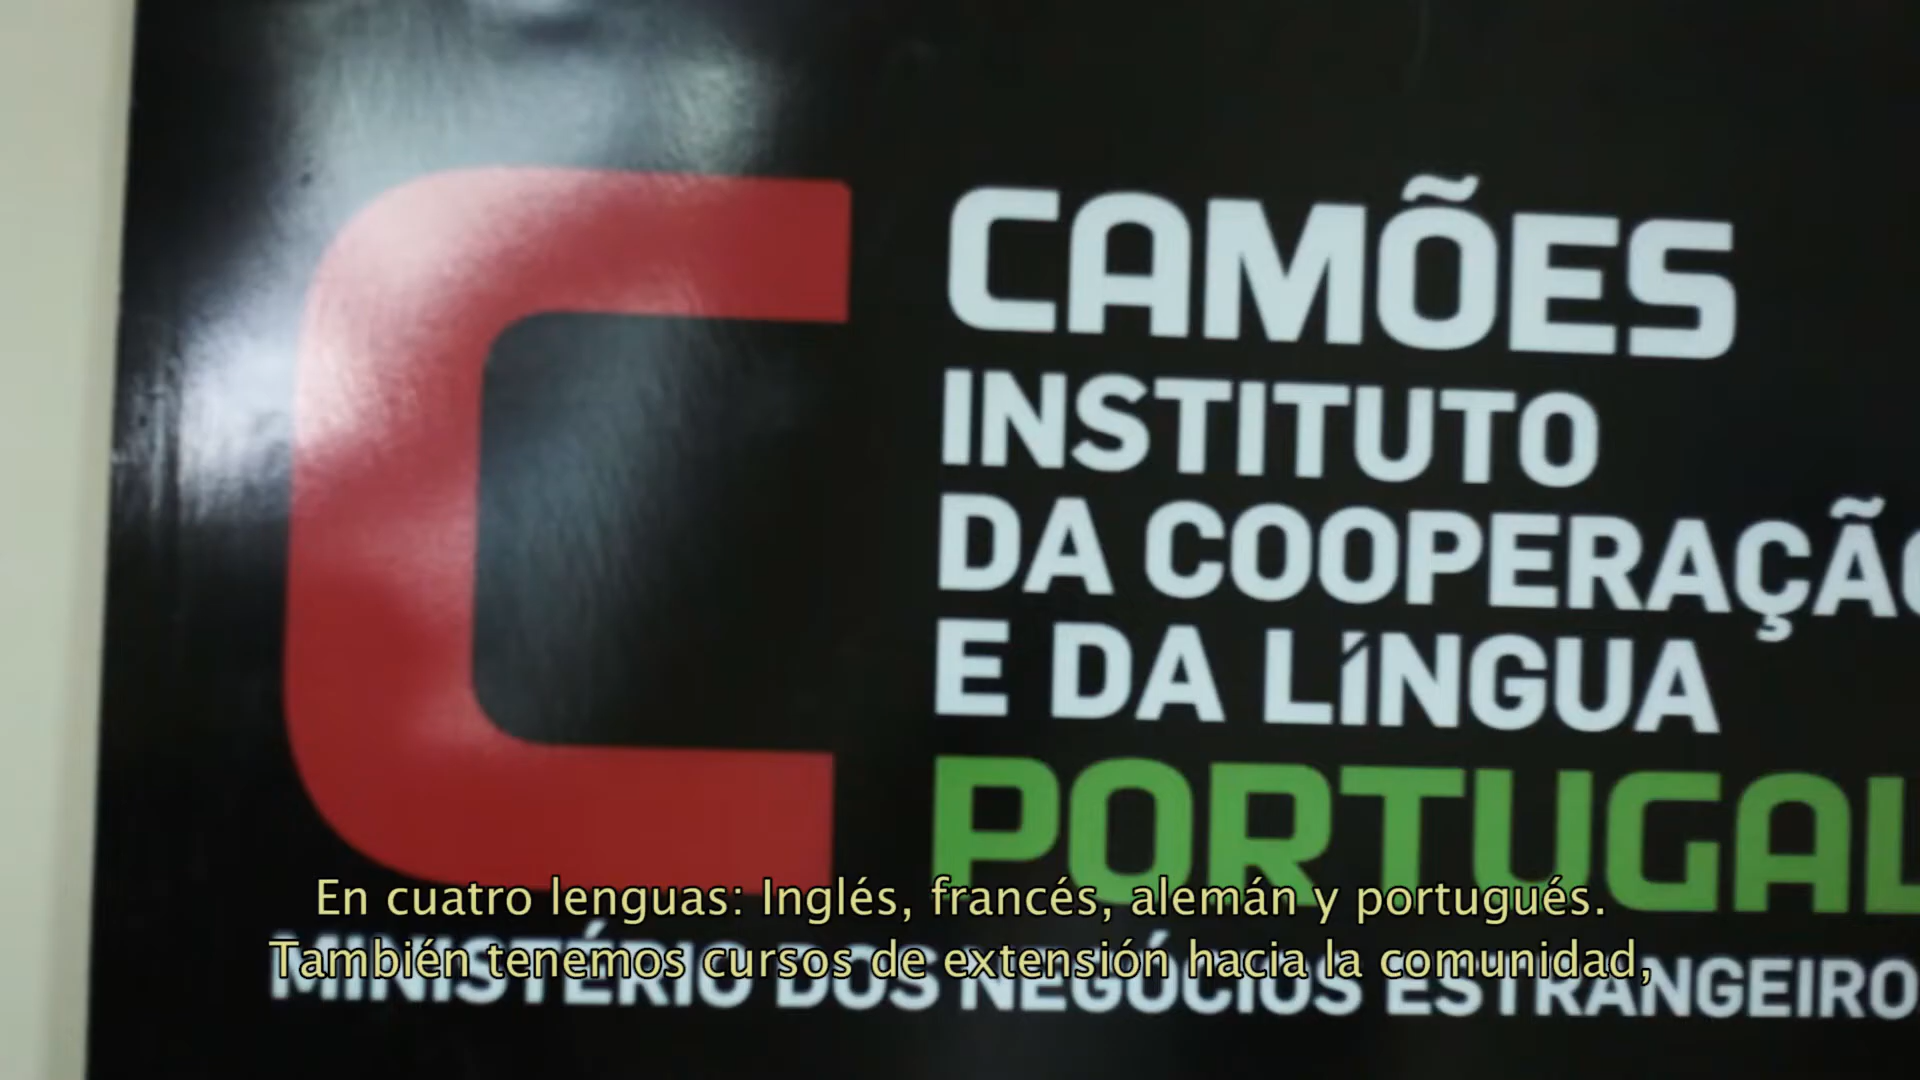 CAMÕES
INSTITUTO
DA COOPERAÇÃO
E DA LÍNGUA
PORTUGAL
En cuatro lenguas: Inglés, francés, alemán y portugués.
También tenemos cursos de extensión hacia la comunidad,
MINISTÉRIO DOS NEGÓCIOS ESTRANGEIRO